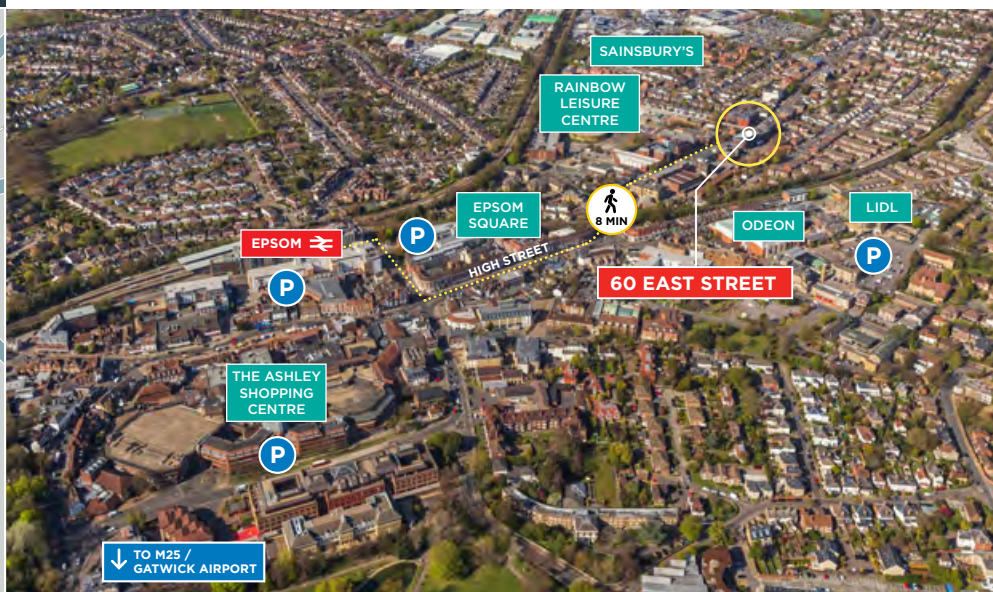 SAINSBURY'S
RAINBOW
LEISURE
CENTRE
EPSOM
SQUARE
P
8 MIN
LIDL
ODEON
P
EPSOM
HIGH STREET
P
60 EAST STREET
THE ASHLEY
SHOPPING
CENTRE
P
TO M25 /
GATWICK AIRPORT